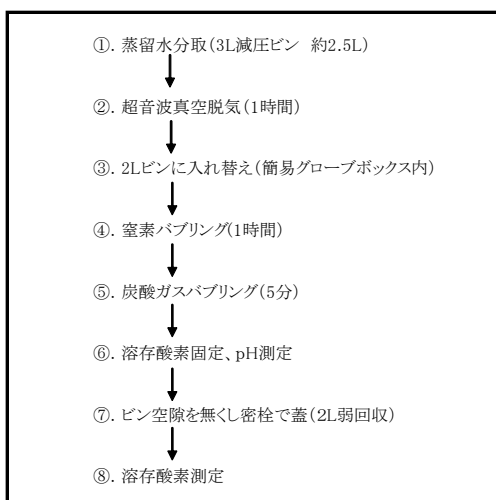 ①. 蒸留水分取(3L減圧ビン 約2.5L)
②. 超音波真空脱気(1時間)
③. 2Lビンに入れ替え(簡易グローブボックス内)
④. 窒素バブリング(1時間)
⑤. 炭酸ガスバブリング(5分)
⑥. 溶存酸素固定、pH測定
⑦. ビン空隙を無くし密栓で蓋(2L弱回収)
⑧. 溶存酸素測定